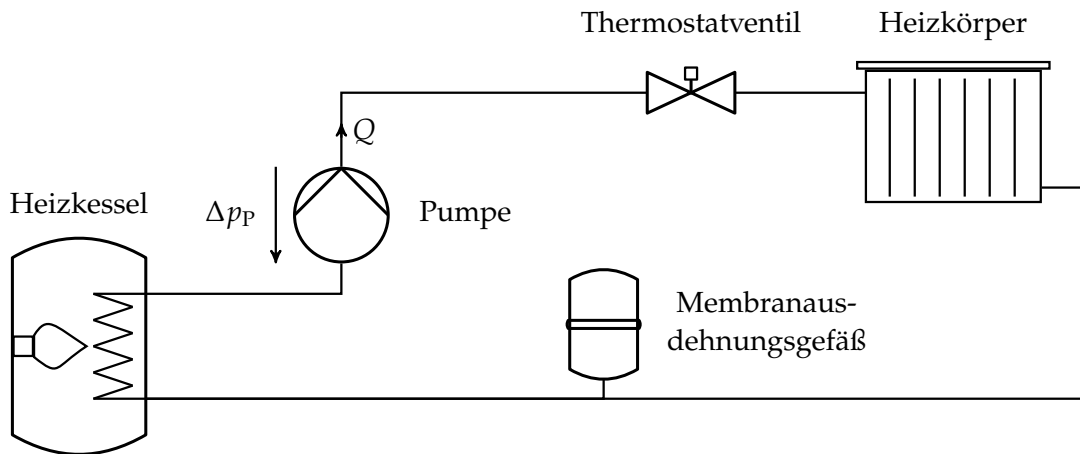 Thermostatventil
Heizkörper
Q
Heizkessel
Δp_P
Pumpe
Membranaus-
dehnungsgefäß